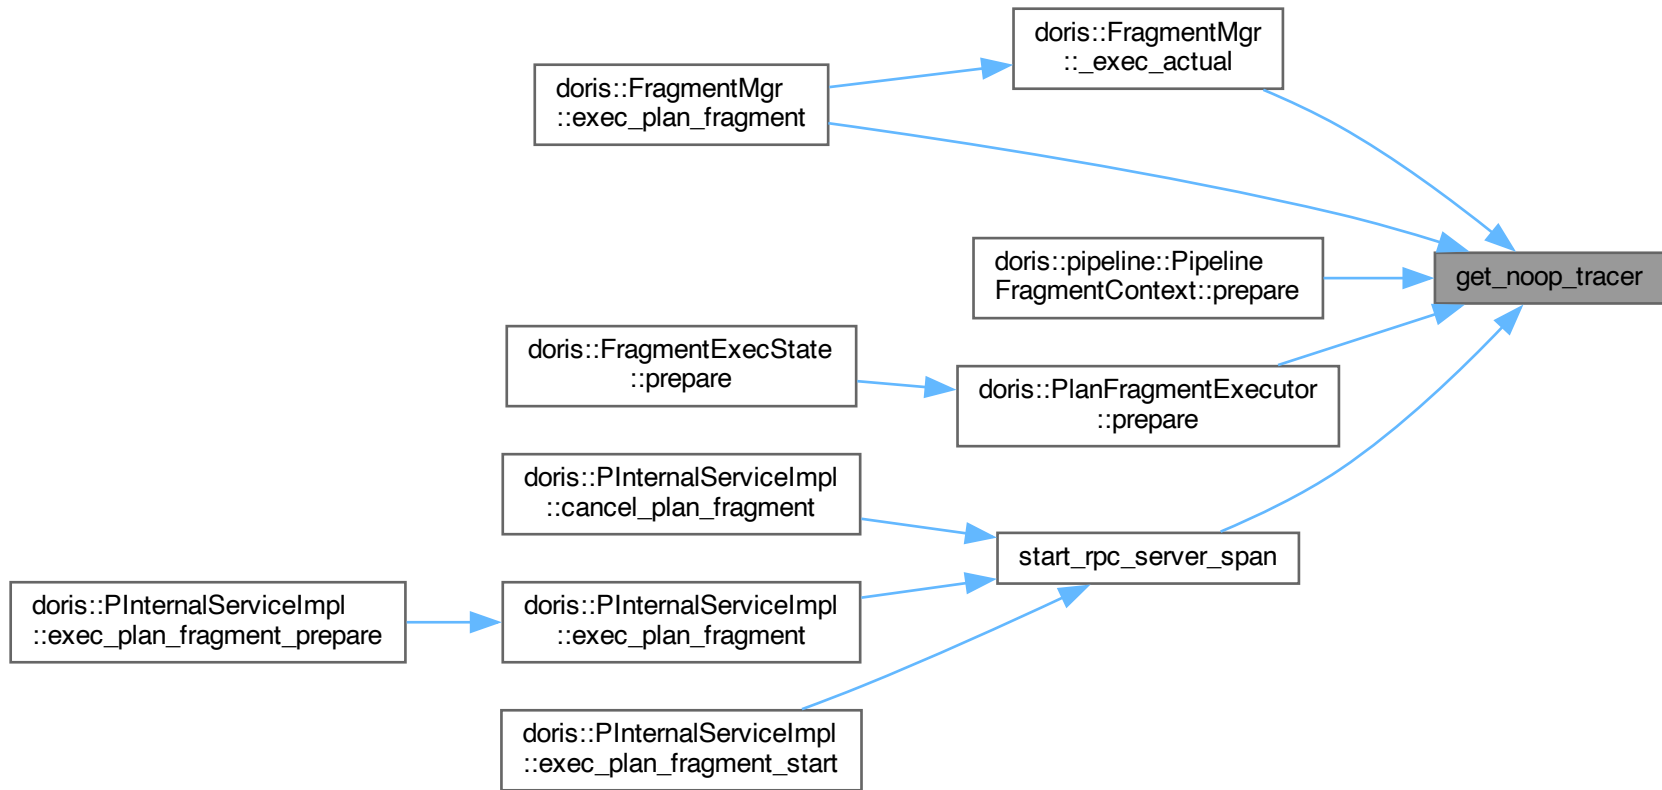 doris::FragmentMgr
::_exec_actual
doris::FragmentMgr
::exec_plan_fragment
doris::pipeline::Pipeline
FragmentContext::prepare
get_noop_tracer
doris::FragmentExecState
::prepare
doris::PlanFragmentExecutor
::prepare
doris::PInternalServiceImpl
::cancel_plan_fragment
start_rpc_server_span
doris::PInternalServiceImpl
::exec_plan_fragment_prepare
doris::PInternalServiceImpl
::exec_plan_fragment
doris::PInternalServiceImpl
::exec_plan_fragment_start